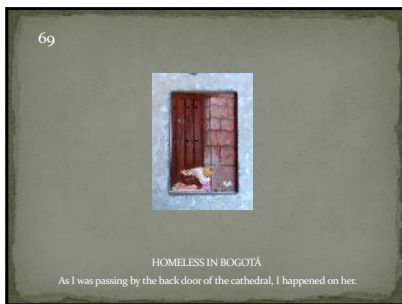 69
HOMELESS IN BOGOTÁ
As I was passing by the back door of the cathedral, I happened on her.